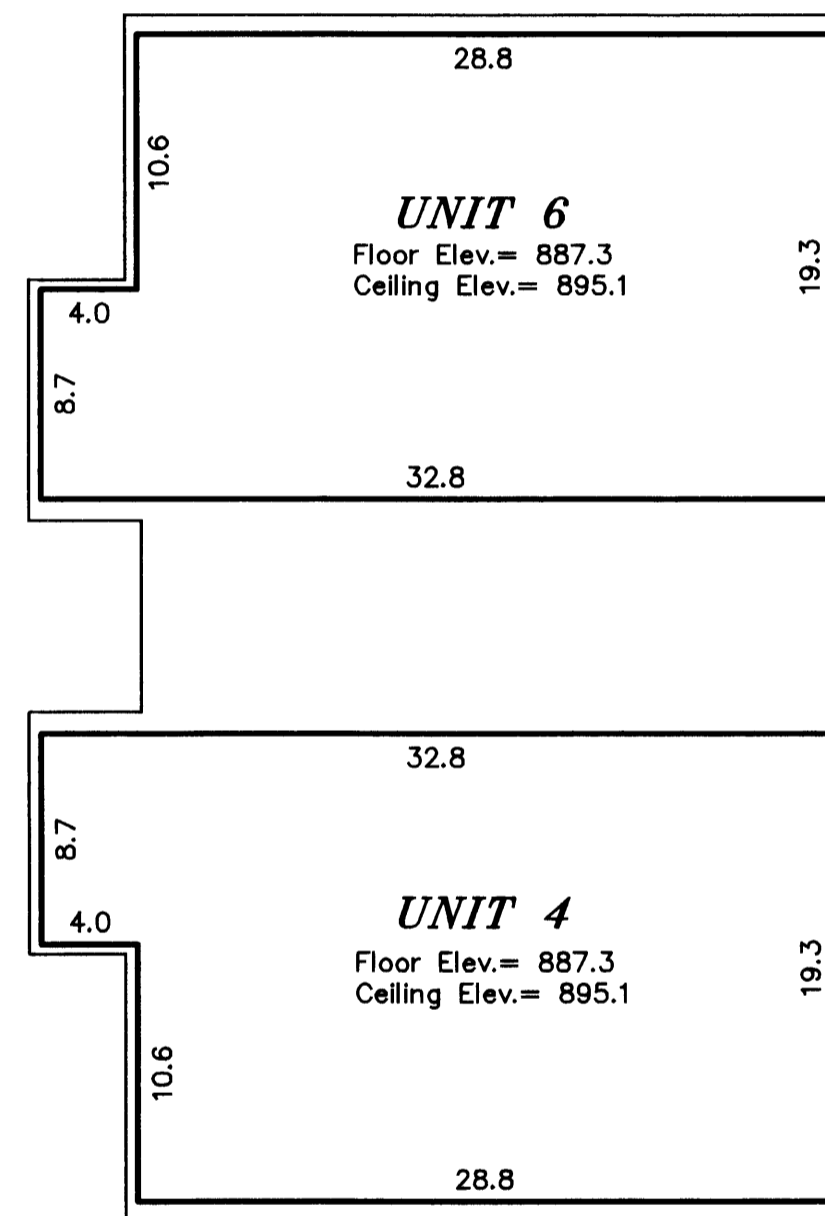 28.8
10.6
UNIT 6
Floor Elev.= 887.3
Ceiling Elev.= 895.1
19.3
4.0
8.7
32.8
32.8
8.7
4.0
UNIT 4
Floor Elev.= 887.3
Ceiling Elev.= 895.1
19.3
10.6
28.8